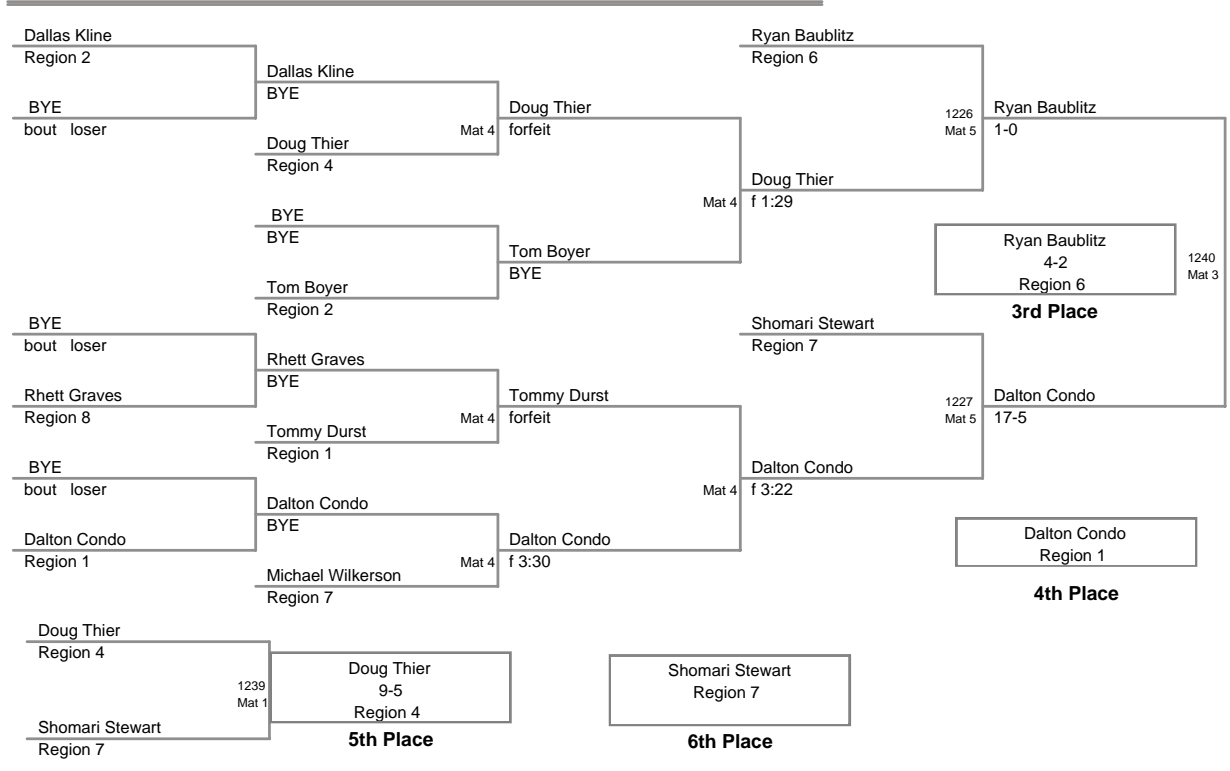 Dallas Kline
Region 2
BYE
bout loser
Dallas Kline
BYE
Doug Thier
Region 4
Mat 4
Doug Thier
forfeit
BYE
BYE
Tom Boyer
Region 2
Tom Boyer
BYE
Mat 4
Doug Thier
f 1:29
Ryan Baublitz
Region 6
1226
Mat 5
Ryan Baublitz
1-0
Ryan Baublitz
4-2
Region 6
3rd Place
1240
Mat 3
BYE
bout loser
Rhett Graves
Region 8
Rhett Graves
BYE
Tommy Durst
Region 1
Mat 4
Tommy Durst
forfeit
BYE
bout loser
Dalton Condo
Region 1
Dalton Condo
BYE
Michael Wilkerson
Region 7
Mat 4
Dalton Condo
f 3:30
Mat 4
Dalton Condo
f 3:22
Shomari Stewart
Region 7
1227
Mat 5
Dalton Condo
17-5
Dalton Condo
Region 1
4th Place
Doug Thier
Region 4
Shomari Stewart
Region 7
1239
Mat 1
Doug Thier
9-5
Region 4
5th Place
Shomari Stewart
Region 7
6th Place